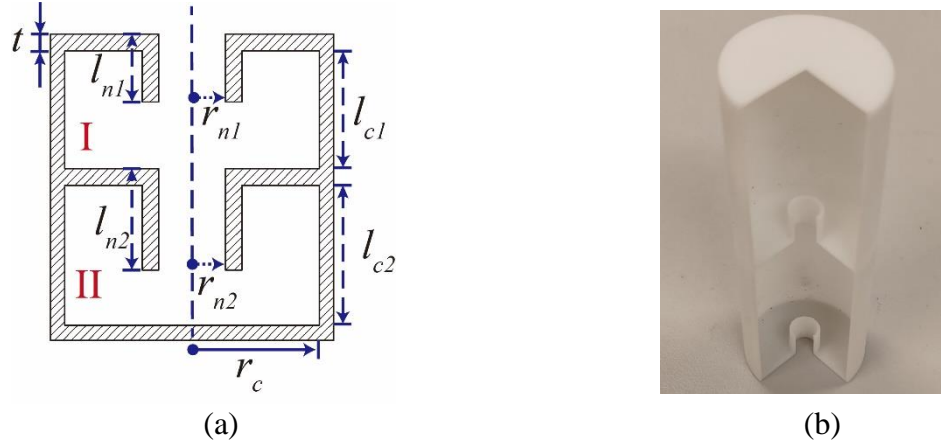 t
l_{n1}
r_{n1}
l_{c1}
I
l_{n2}
r_{n2}
l_{c2}
II
r_c
(a)
(b)